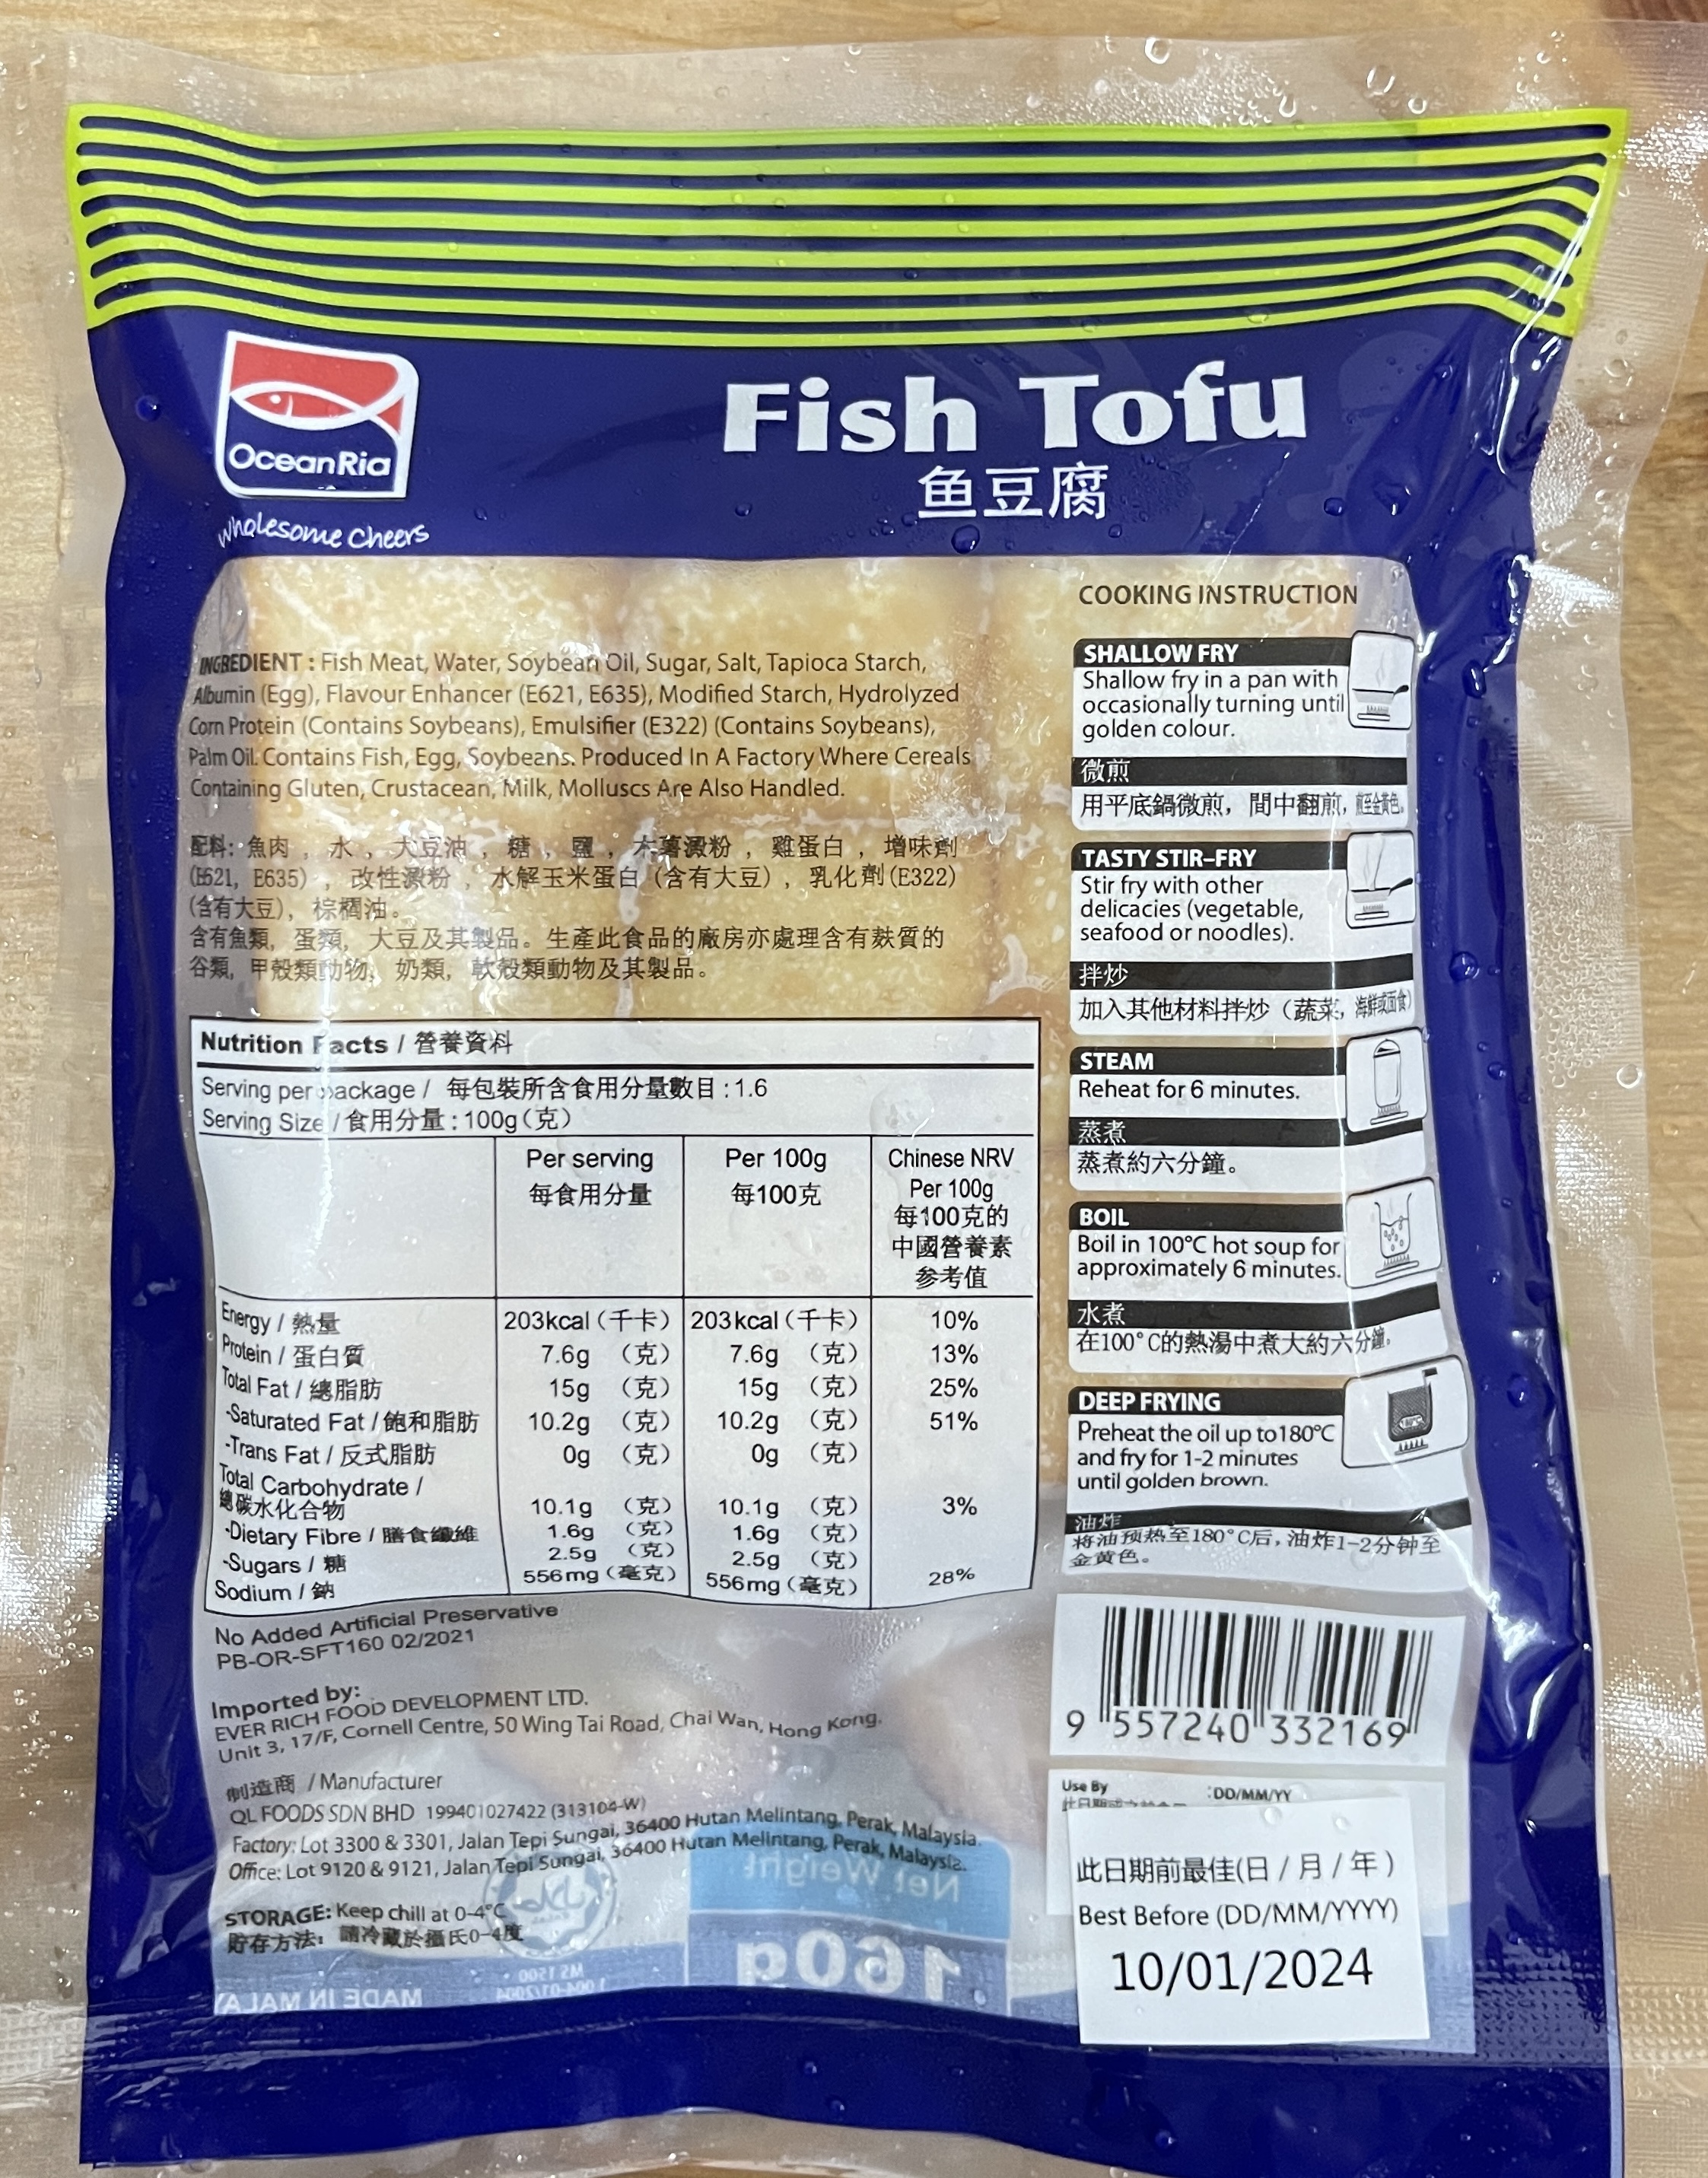 OceanRia
Wholesome Cheers
Fish Tofu
鱼豆腐
INGREDIENT : Fish Meat, Water, Soybean Oil, Sugar, Salt, Tapioca Starch,
Albumin (Egg), Flavour Enhancer (E621, E635), Modified Starch, Hydrolyzed
Corn Protein (Contains Soybeans), Emulsifier (E322) (Contains Soybeans),
Palm Oil. Contains Fish, Egg, Soybeans. Produced In A Factory Where Cereals
Containing Gluten, Crustacean, Milk, Molluscs Are Also Handled.
配料: 魚肉 , 水 , 大豆油 , 糖 , 鹽 , 木薯澱粉 , 雞蛋白 , 增味劑
(E621, E635) , 改性澱粉 , 水解玉米蛋白 (含有大豆) , 乳化劑(E322)
(含有大豆), 棕櫚油。
含有魚類, 蛋類, 大豆及其製品。生產此食品的廠房亦處理含有麩質的
谷類, 甲殼類動物, 奶類, 軟殼類動物及其製品。
Nutrition Facts / 營養資料
Serving per package / 每包裝所含食用分量數目:1.6
Serving Size / 食用分量:100g(克)
Per serving Per 100g Chinese NRV
每食用分量 每100克 Per 100g
每100克的
中國營養素
参考值
Energy / 熱量 203kcal (千卡) 203kcal (千卡) 10%
Protein / 蛋白質 7.6g (克) 7.6g (克) 13%
Total Fat / 總脂肪 15g (克) 15g (克) 25%
-Saturated Fat / 飽和脂肪 10.2g (克) 10.2g (克) 51%
-Trans Fat / 反式脂肪 0g (克) 0g (克)
Total Carbohydrate /
總碳水化合物 10.1g (克) 10.1g (克) 3%
-Dietary Fibre / 膳食纖維 1.6g (克) 1.6g (克)
-Sugars / 糖 2.5g (克) 2.5g (克)
Sodium / 鈉 556mg (毫克) 556mg (毫克) 28%
No Added Artificial Preservative
PB-OR-SFT160 02/2021
Imported by:
EVER RICH FOOD DEVELOPMENT LTD.
Unit 3, 17/F, Cornell Centre, 50 Wing Tai Road, Chai Wan, Hong Kong.
制造商 / Manufacturer
QL FOODS SDN BHD 199401027422 (313104-W)
Factory: Lot 3300 & 3301, Jalan Tepi Sungai, 36400 Hutan Melintang, Perak, Malaysia.
Office: Lot 9120 & 9121, Jalan Tepi Sungai, 36400 Hutan Melintang, Perak, Malaysia.
STORAGE: Keep chill at 0-4°C
貯存方法: 請冷藏於攝氏0-4度
MADE IN MALAY
MS 1500
Net Weight
160g
COOKING INSTRUCTION
SHALLOW FRY
Shallow fry in a pan with
occasionally turning until
golden colour.
微煎
用平底鍋微煎, 間中翻煎, 煎至金黃色。
TASTY STIR-FRY
Stir fry with other
delicacies (vegetable,
seafood or noodles).
拌炒
加入其他材料拌炒 (蔬菜, 海鮮或面食)
STEAM
Reheat for 6 minutes.
蒸煮
蒸煮約六分鐘。
BOIL
Boil in 100°C hot soup for
approximately 6 minutes.
水煮
在100°C的熱湯中煮大約六分鐘。
DEEP FRYING
Preheat the oil up to180°C
and fry for 1-2 minutes
until golden brown.
油炸
将油预热至180°C后, 油炸1-2分钟至
金黄色。
180°C
9 557240 332169
Use By :DD/MM/YY
此日期前最佳(日 / 月 / 年 )
Best Before (DD/MM/YYYY)
10/01/2024